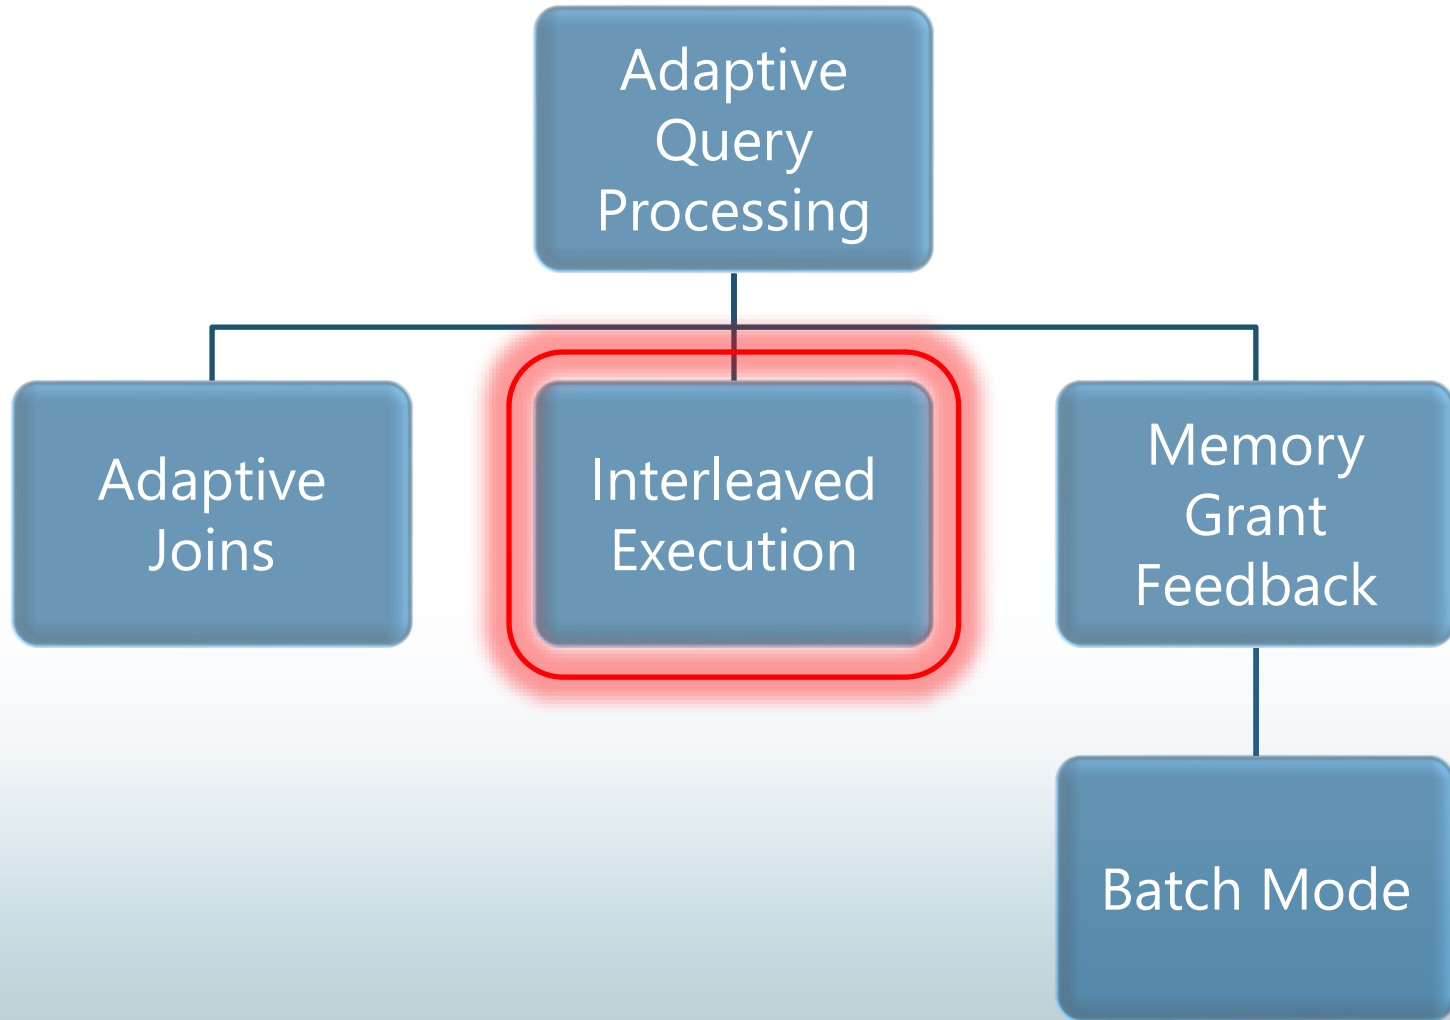 Adaptive
Query
Processing
Adaptive
Joins
Interleaved
Execution
Memory
Grant
Feedback
Batch Mode